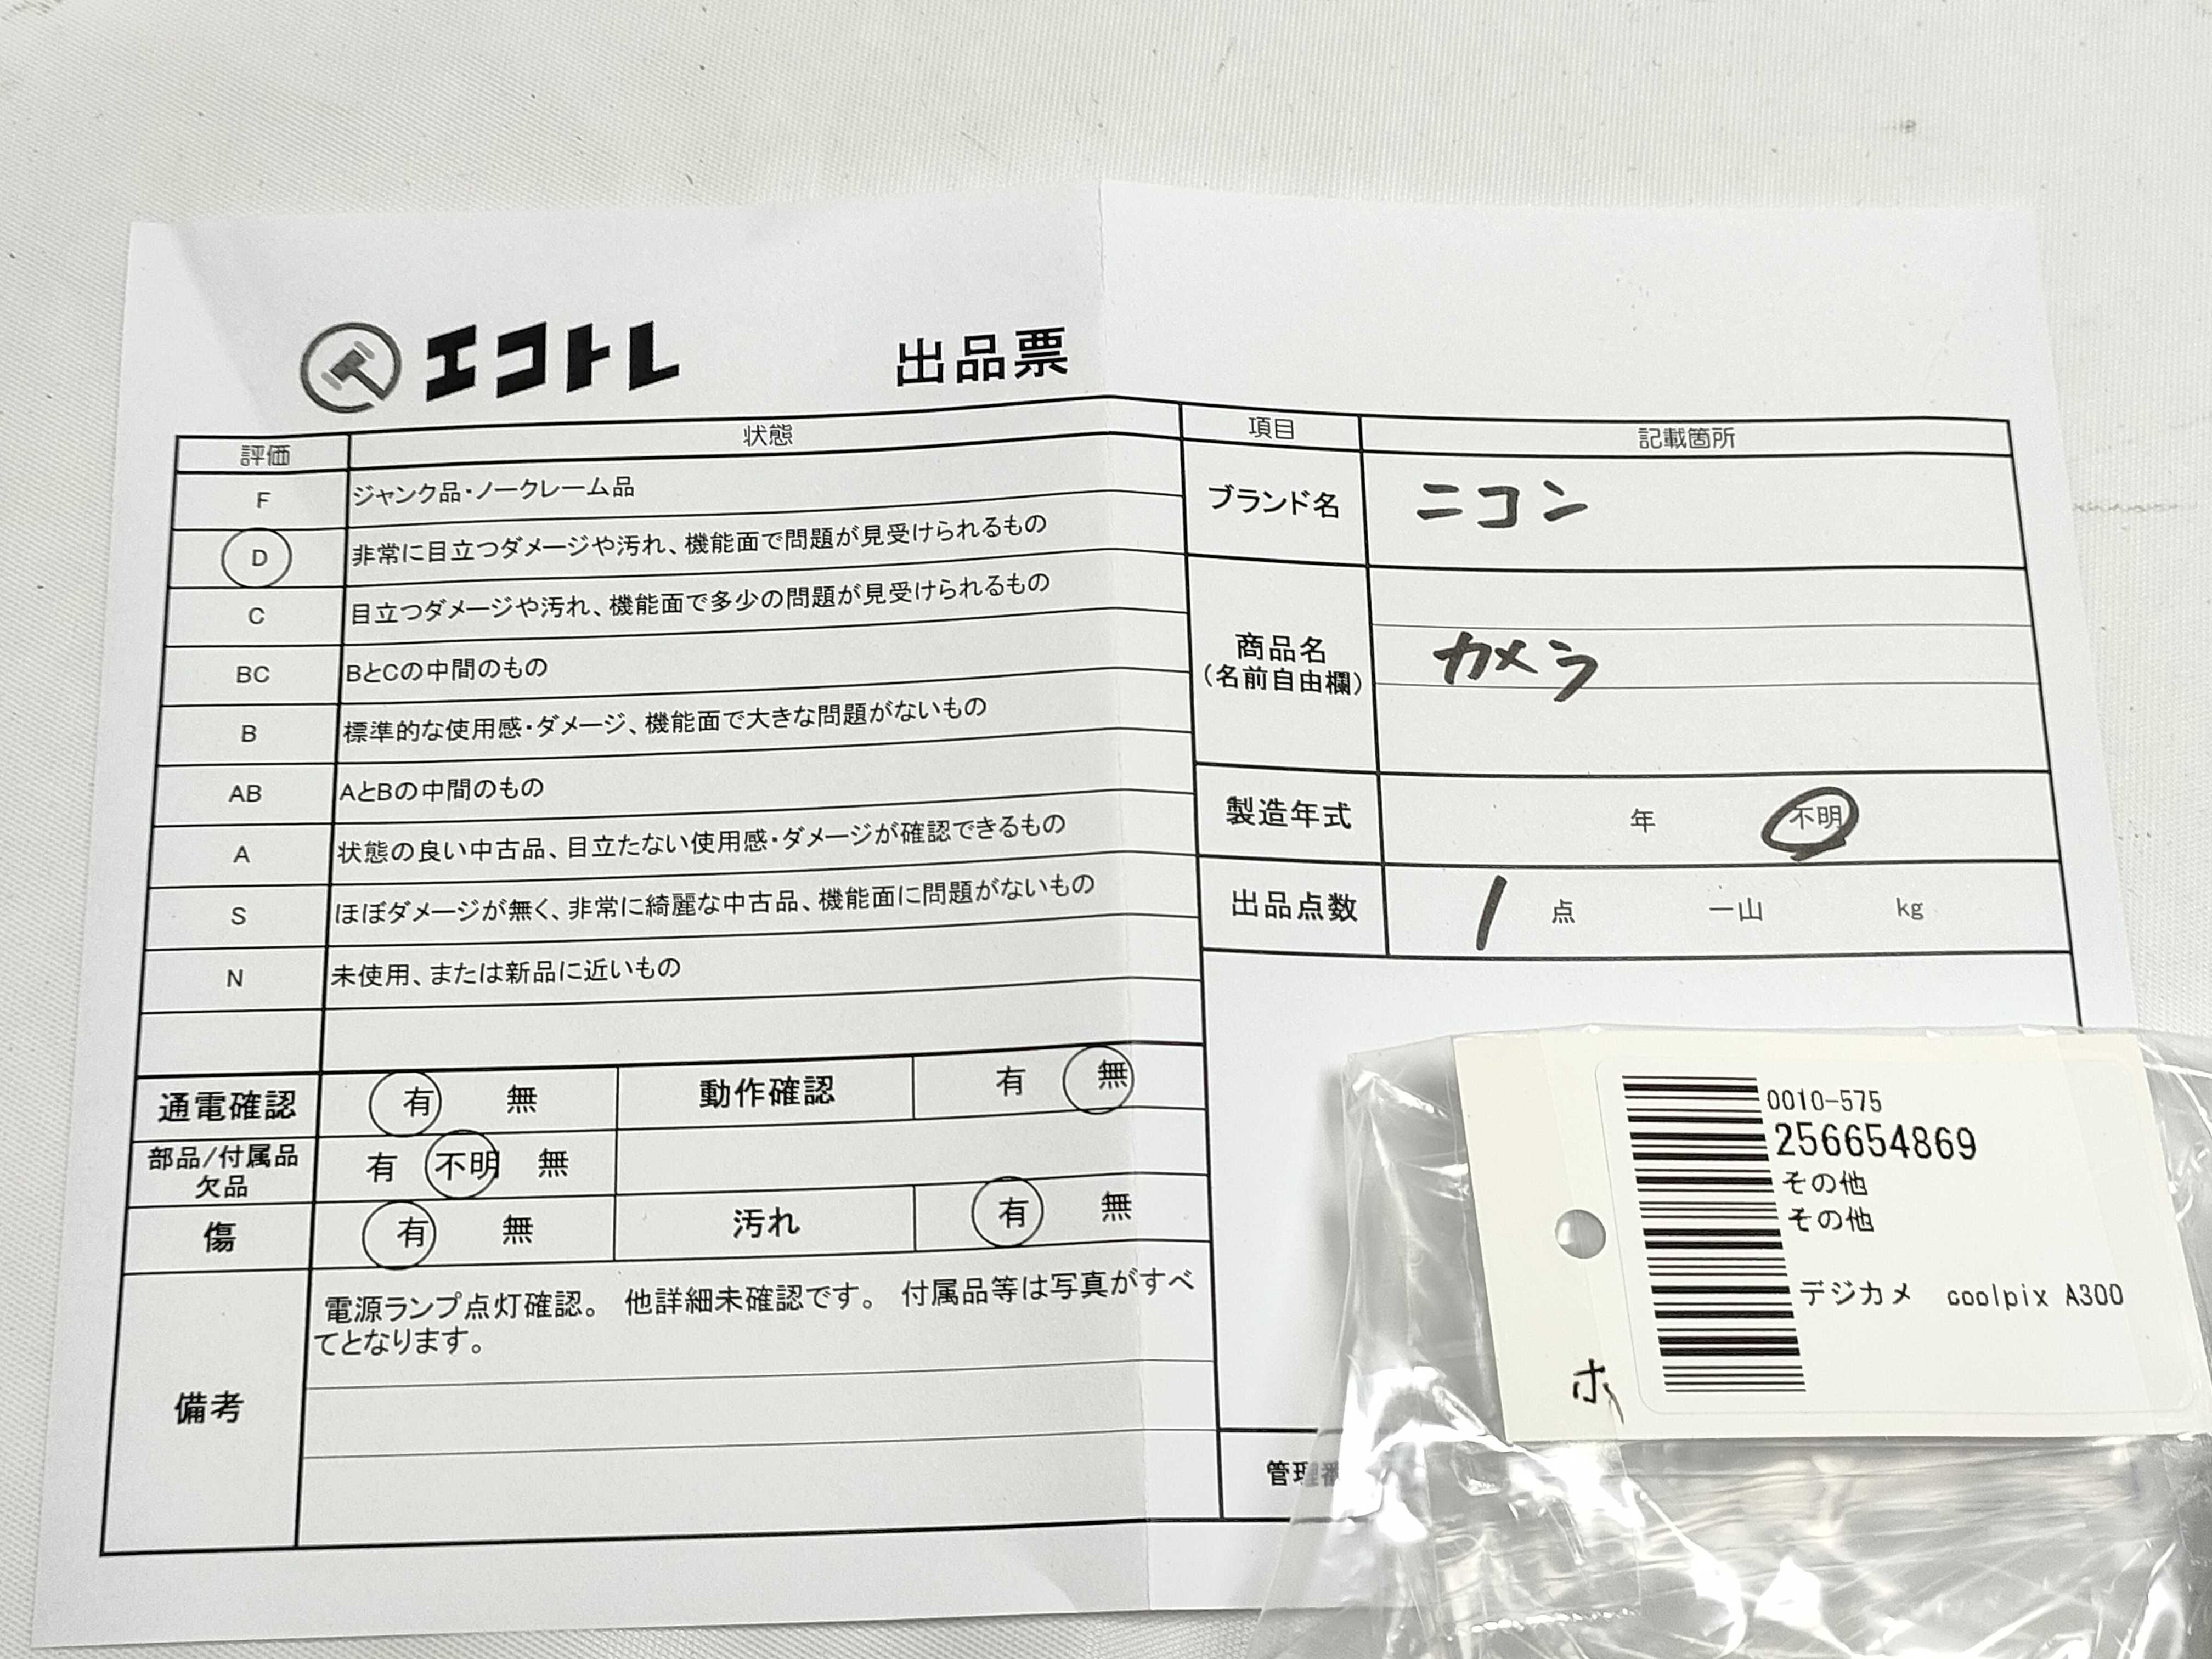 エコトレ 出品票
評価 状態
F ジャンク品・ノークレーム品
D 非常に目立つダメージや汚れ、機能面で問題が見受けられるもの
C 目立つダメージや汚れ、機能面で多少の問題が見受けられるもの
BC BとCの中間のもの
B 標準的な使用感・ダメージ、機能面で大きな問題がないもの
AB AとBの中間のもの
A 状態の良い中古品、目立たない使用感・ダメージが確認できるもの
S ほぼダメージが無く、非常に綺麗な中古品、機能面に問題がないもの
N 未使用、または新品に近いもの
通電確認 有 無 動作確認 有 無
部品/付属品
欠品 有 不明 無
傷 有 無 汚れ 有 無
備考
電源ランプ点灯確認。 他詳細未確認です。 付属品等は写真がすべ
てとなります。
項目 記載箇所
ブランド名 ニコン
商品名
(名前自由欄) カメラ
製造年式 年 不明
出品点数 1 点 一山 kg
管理番
0010-575
256654869
その他
その他
デジカメ coolpix A300
ホ